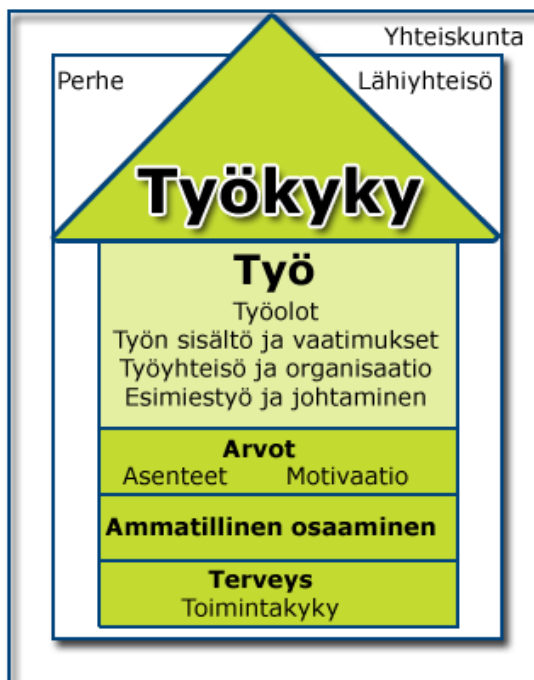 Yhteiskunta
Perhe
Lähiyhteisö
Työkyky
Työ
Työolot
Työn sisältö ja vaatimukset
Työyhteisö ja organisaatio
Esimiestyö ja johtaminen
Arvot
Asenteet Motivaatio
Ammatillinen osaaminen
Terveys
Toimintakyky